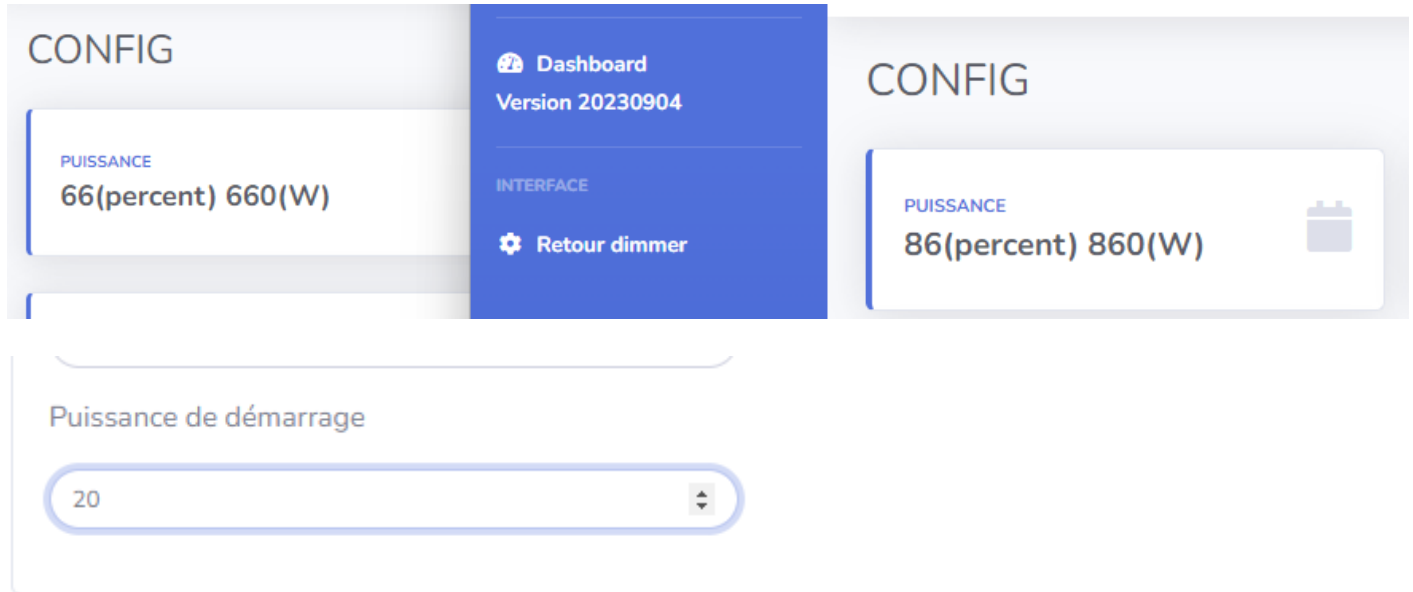 CONFIG
PUISSANCE
66(percent) 660(W)
Dashboard
Version 20230904
INTERFACE
Retour dimmer
CONFIG
PUISSANCE
86(percent) 860(W)
Puissance de démarrage
20